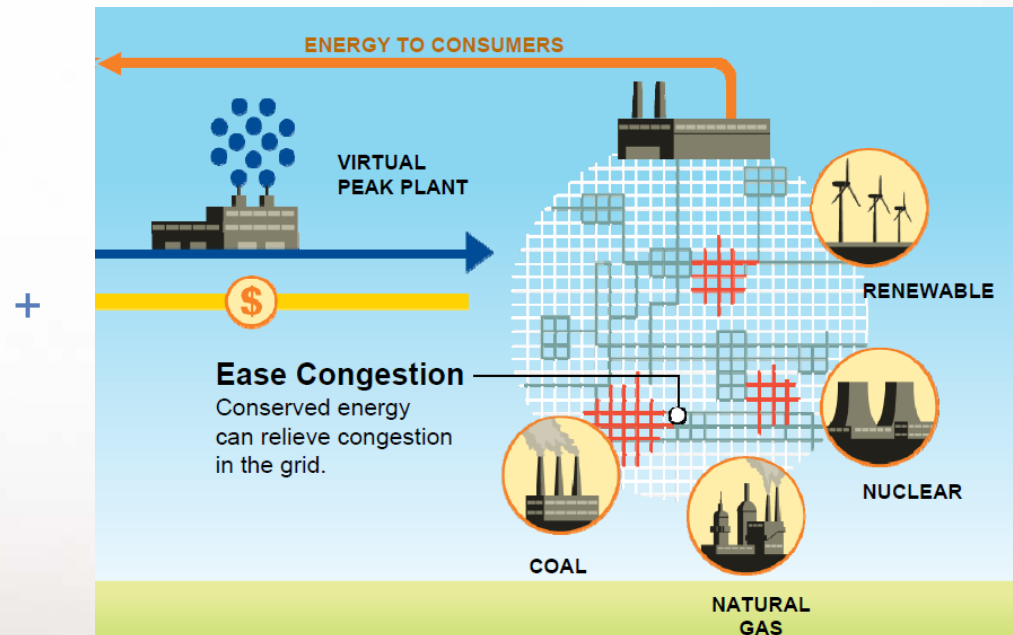 ENERGY TO CONSUMERS
VIRTUAL
PEAK PLANT
+
$
RENEWABLE
Ease Congestion
Conserved energy
can relieve congestion
in the grid.
NUCLEAR
COAL
NATURAL
GAS